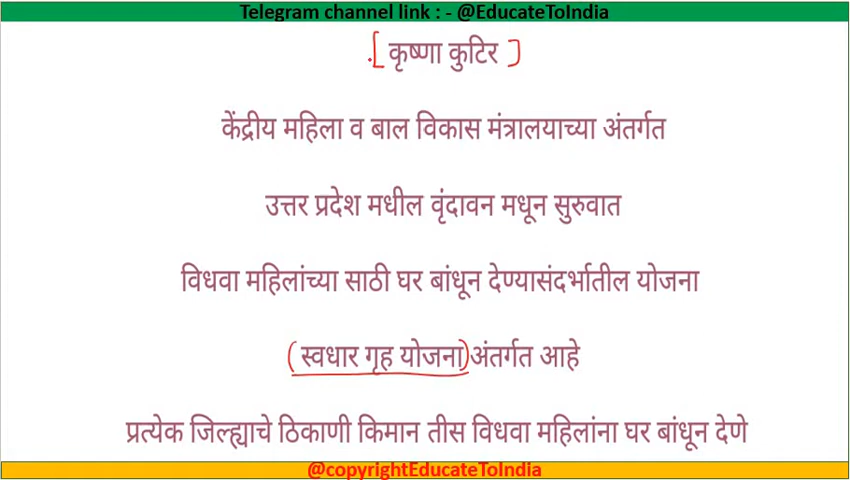 Telegram channel link : - @EducateToIndia
[कृष्णा कुटिर]
केंद्रीय महिला व बाल विकास मंत्रालयाच्या अंतर्गत
उत्तर प्रदेश मधील वृंदावन मधून सुरुवात
विधवा महिलांच्या साठी घर बांधून देण्यासंदर्भातील योजना
(स्वधार गृह योजना) अंतर्गत आहे
प्रत्येक जिल्ह्याचे ठिकाणी किमान तीस विधवा महिलांना घर बांधून देणे
@copyrightEducateToIndia